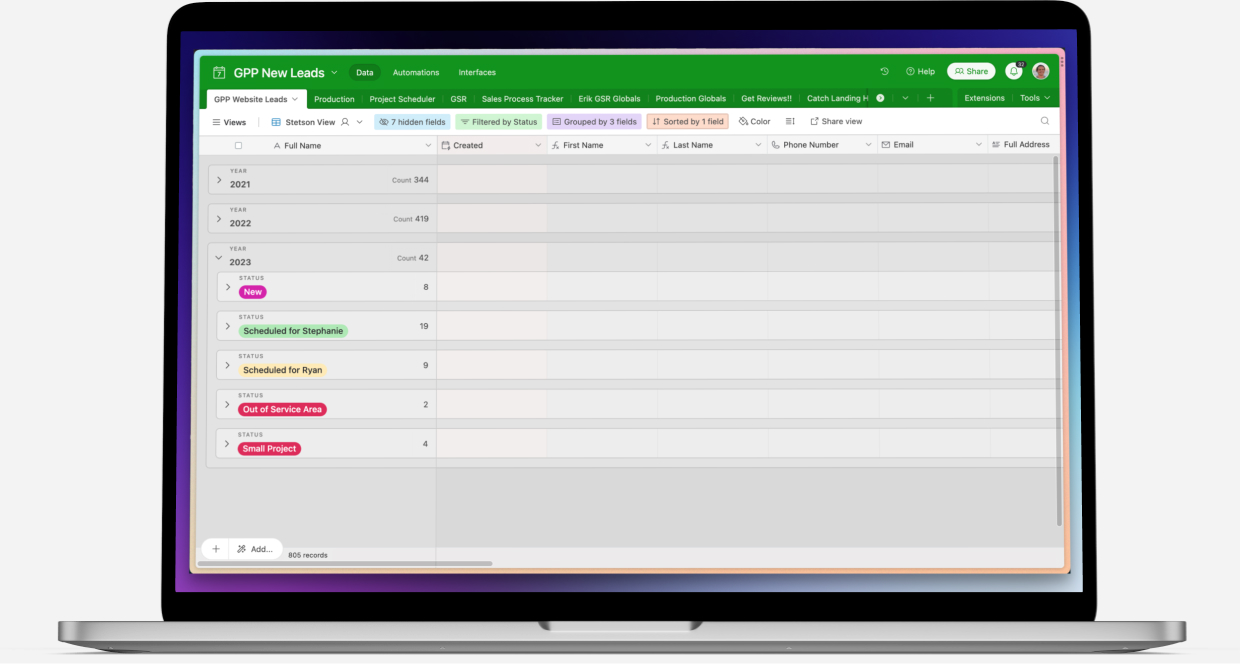 GPP New Leads Data Automations Interfaces Help Share
GPP Website Leads Production Project Scheduler GSR Sales Process Tracker Erik GSR Globals Production Globals Get Reviews!! Catch Landing Extensions Tools
Views Stetson View 7 hidden fields Filtered by Status Grouped by 3 fields Sorted by 1 field Color Share view
Full Name Created First Name Last Name Phone Number Email Full Address
YEAR
2021 Count 344
YEAR
2022 Count 419
YEAR
2023 Count 42
STATUS
New 8
STATUS
Scheduled for Stephanie 19
STATUS
Scheduled for Ryan 9
STATUS
Out of Service Area 2
STATUS
Small Project 4
+ Add... 805 records